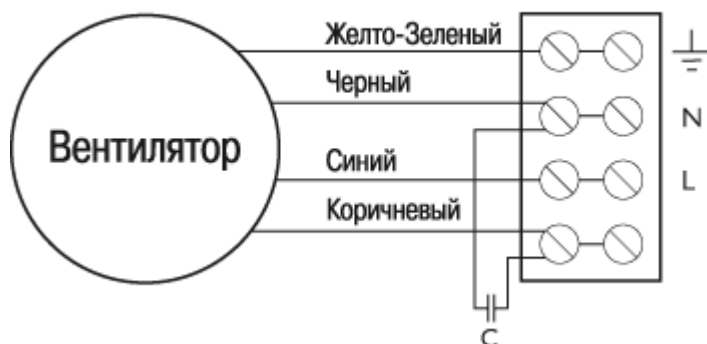 Желто-Зеленый
Черный
N
Вентилятор
Синий
L
Коричневый
C